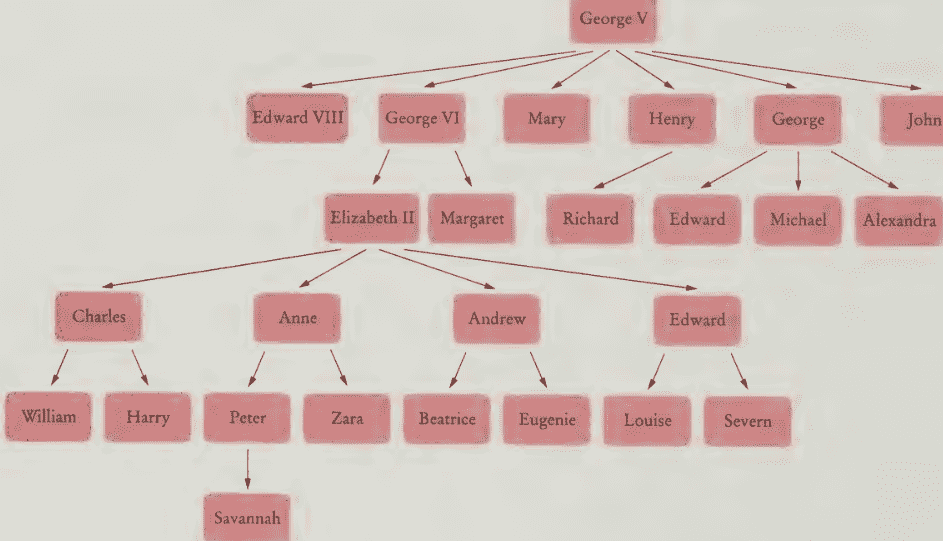 George V
Edward VIII
George VI
Mary
Henry
George
John
Elizabeth II
Margaret
Richard
Edward
Michael
Alexandra
Charles
Anne
Andrew
Edward
William
Harry
Peter
Zara
Beatrice
Eugenie
Louise
Severn
Savannah